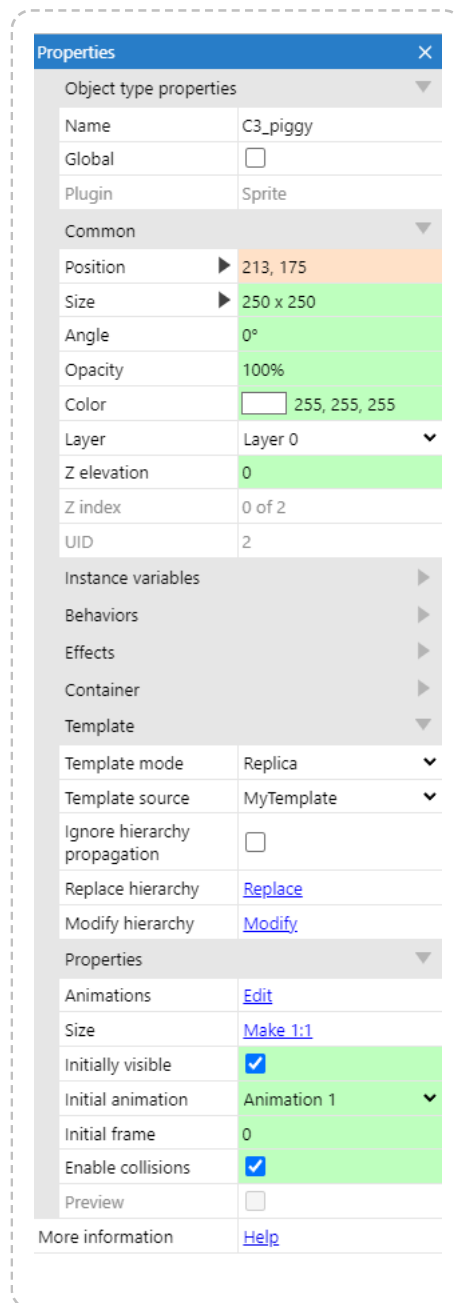 Properties
Object type properties
Name C3_piggy
Global
Plugin Sprite
Common
Position 213, 175
Size 250 x 250
Angle 0°
Opacity 100%
Color 255, 255, 255
Layer Layer 0
Z elevation 0
Z index 0 of 2
UID 2
Instance variables
Behaviors
Effects
Container
Template
Template mode Replica
Template source MyTemplate
Ignore hierarchy
propagation
Replace hierarchy Replace
Modify hierarchy Modify
Properties
Animations Edit
Size Make 1:1
Initially visible
Initial animation Animation 1
Initial frame 0
Enable collisions
Preview
More information Help